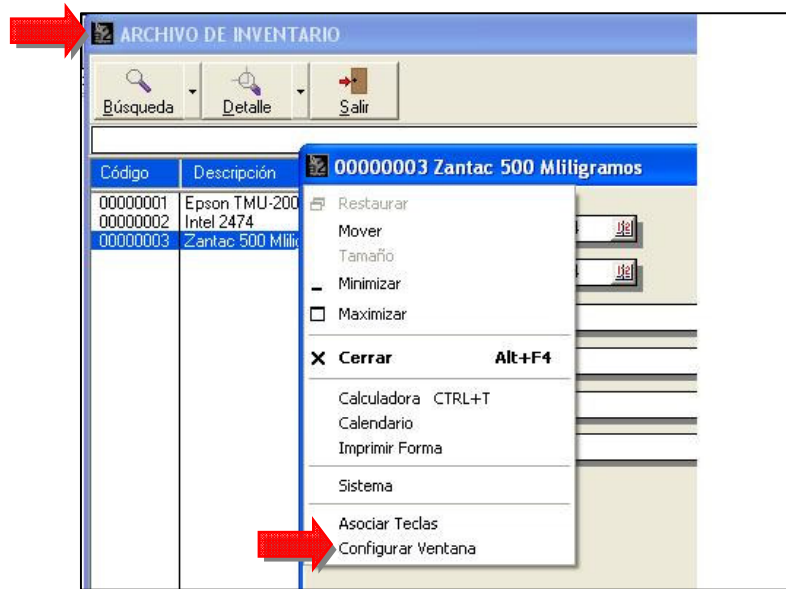 ARCHIVO DE INVENTARIO
Búsqueda Detalle Salir
Código Descripción
00000001 Epson TMU-200
00000002 Intel 2474
00000003 Zantac 500 Mlilig
00000003 Zantac 500 Mliligramos
Restaurar
Mover
Tamaño
Minimizar
Maximizar
Cerrar Alt+F4
Calculadora CTRL+T
Calendario
Imprimir Forma
Sistema
Asociar Teclas
Configurar Ventana